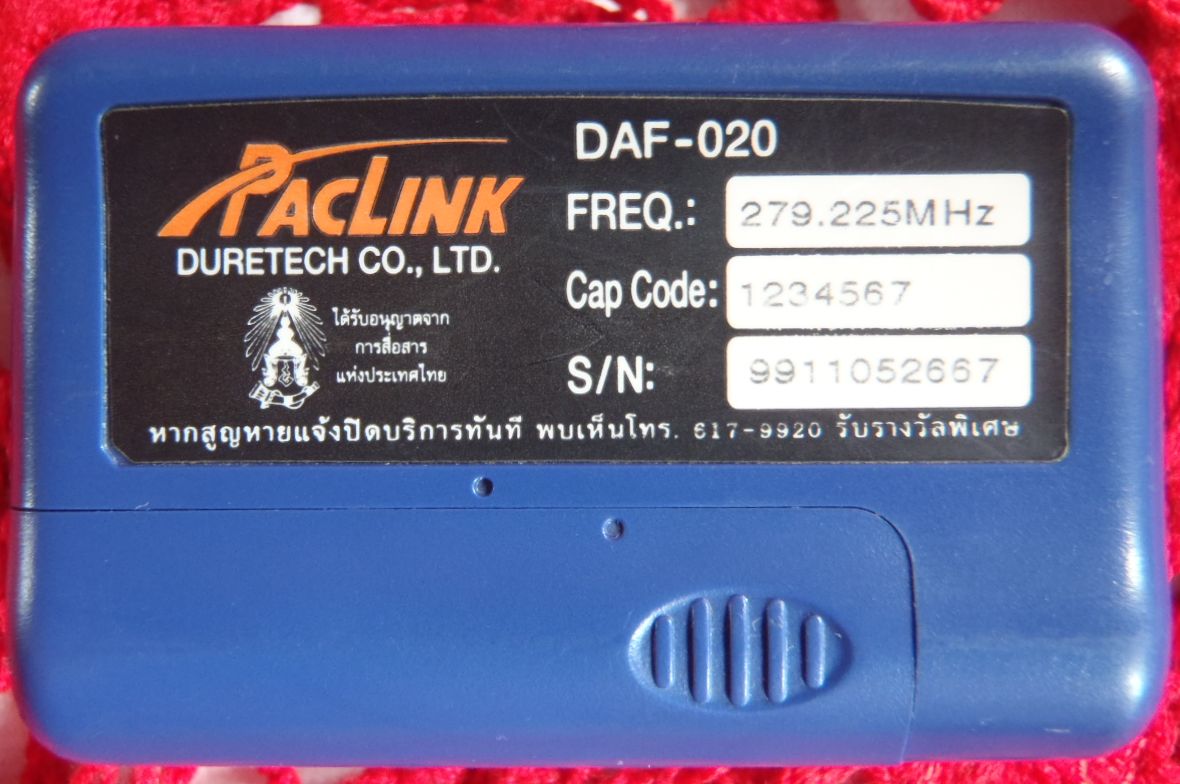 PACLINK
DURETECH CO., LTD.
ได้รับอนุญาตจาก
การสื่อสาร
แห่งประเทศไทย
DAF-020
FREQ.: 279.225MHz
Cap Code: 1234567
S/N: 9911052667
หากสูญหายแจ้งปิดบริการทันที พบเห็นโทร. 617-9920 รับรางวัลพิเศษ